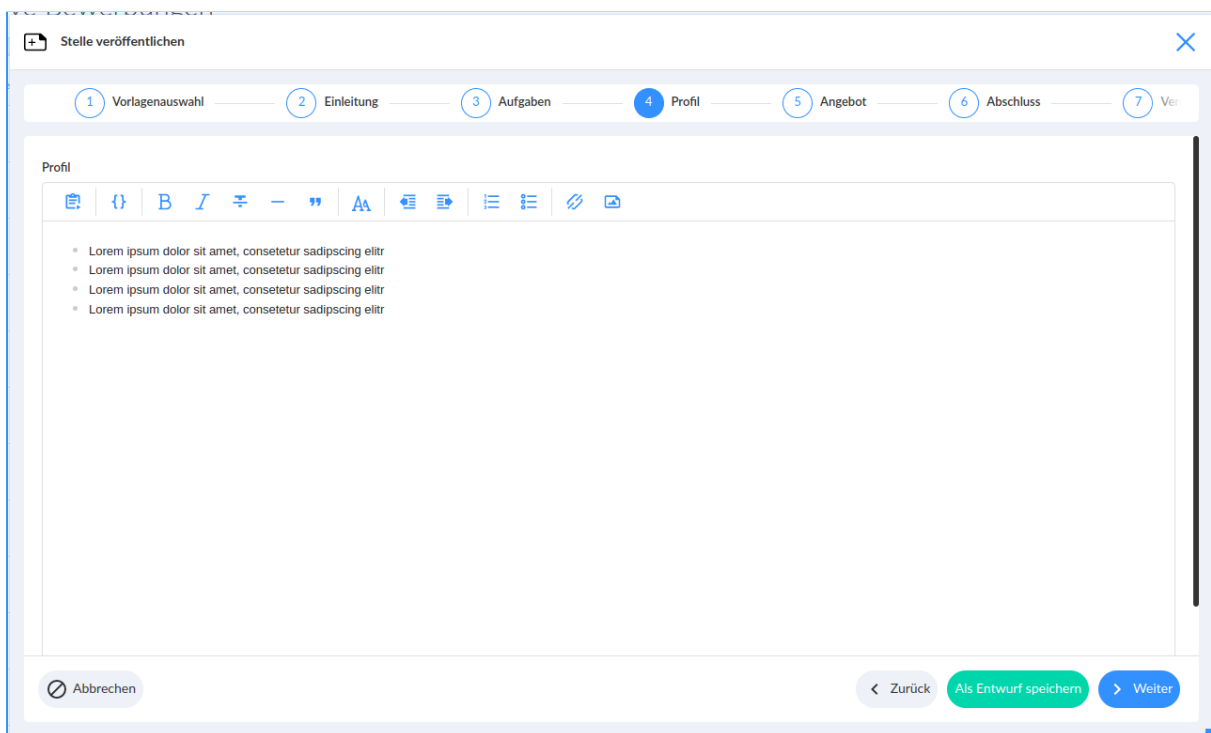 Stelle veröffentlichen
1 Vorlagenauswahl 2 Einleitung 3 Aufgaben 4 Profil 5 Angebot 6 Abschluss 7
Profil
Lorem ipsum dolor sit amet, consetetur sadipscing elitr
Lorem ipsum dolor sit amet, consetetur sadipscing elitr
Lorem ipsum dolor sit amet, consetetur sadipscing elitr
Lorem ipsum dolor sit amet, consetetur sadipscing elitr
Abbrechen Zurück Als Entwurf speichern Weiter